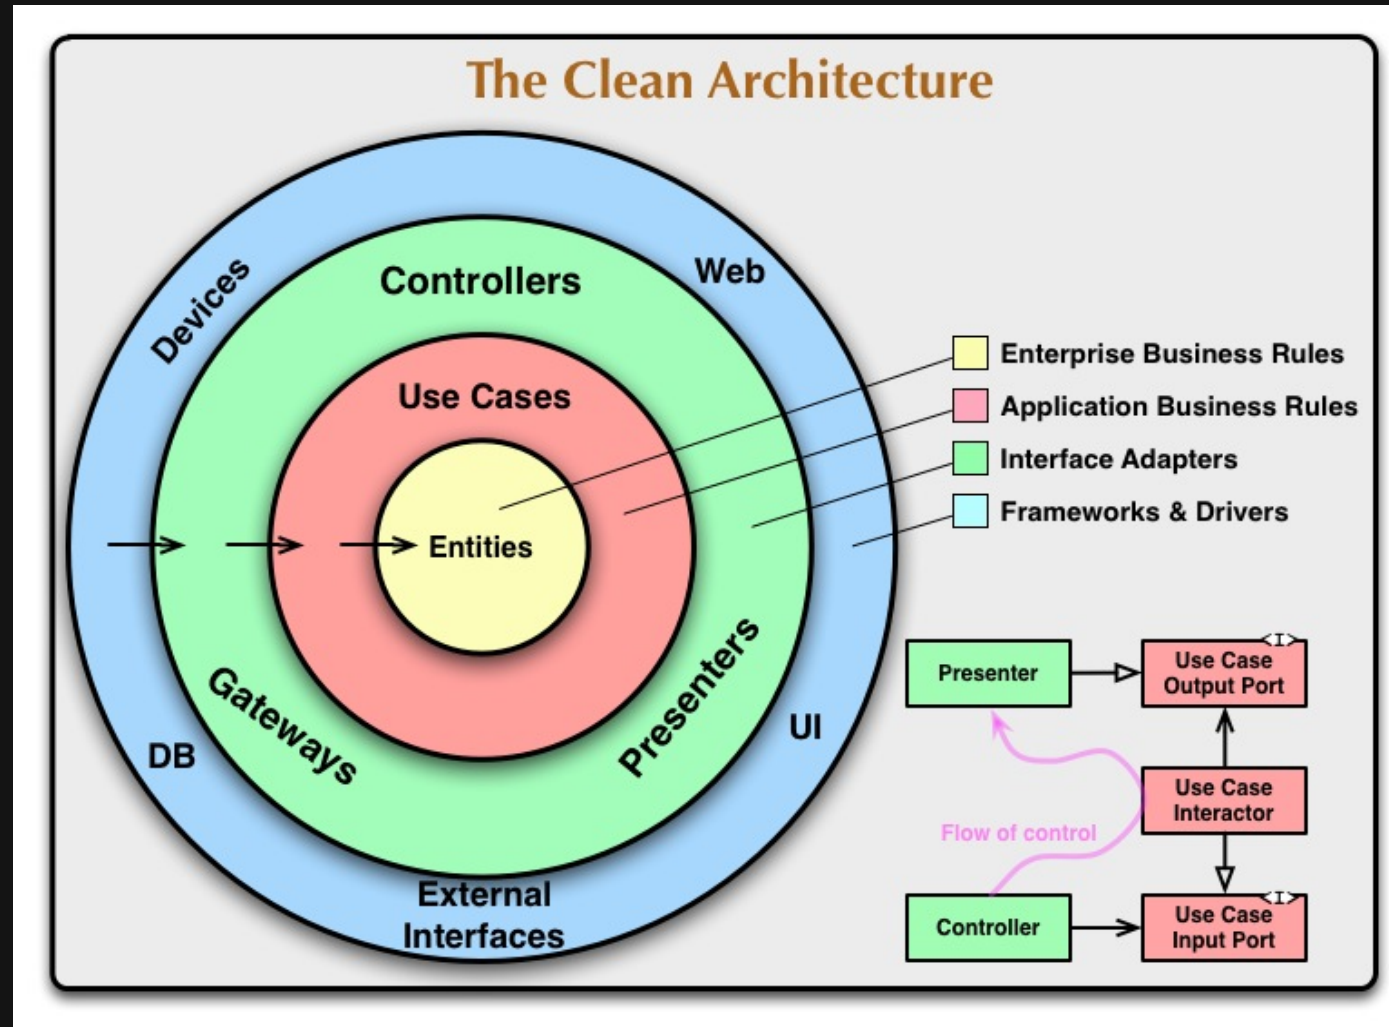 The Clean Architecture
Devices
Web
Controllers
Use Cases
Entities
Gateways
Presenters
DB
UI
External
Interfaces
Enterprise Business Rules
Application Business Rules
Interface Adapters
Frameworks & Drivers
Presenter
<I>
Use Case
Output Port
Use Case
Interactor
Flow of control
Controller
<I>
Use Case
Input Port